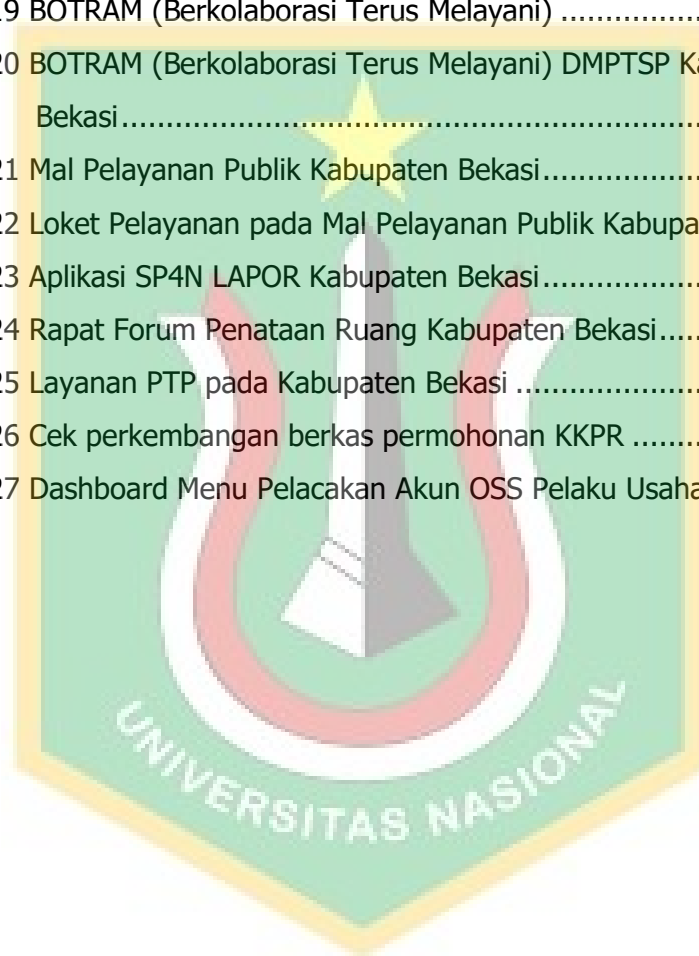 19 BOTRAM (Berkolaborasi Terus Melayani) ..................
20 BOTRAM (Berkolaborasi Terus Melayani) DMPTSP
Bekasi..................................................................
21 Mal Pelayanan Publik Kabupaten Bekasi...................
22 Loket Pelayanan pada Mal Pelayanan Publik
23 Aplikasi SP4N LAPOR Kabupaten Bekasi...................
24 Rapat Forum Penataan Ruang Kabupaten Bekasi.....
25 Layanan PTP pada Kabupaten Bekasi ......................
26 Cek perkembangan berkas permohonan KKPR ........
27 Dashboard Menu Pelacakan Akun OSS Pelaku Usaha
UNIVERSITAS NASIONAL